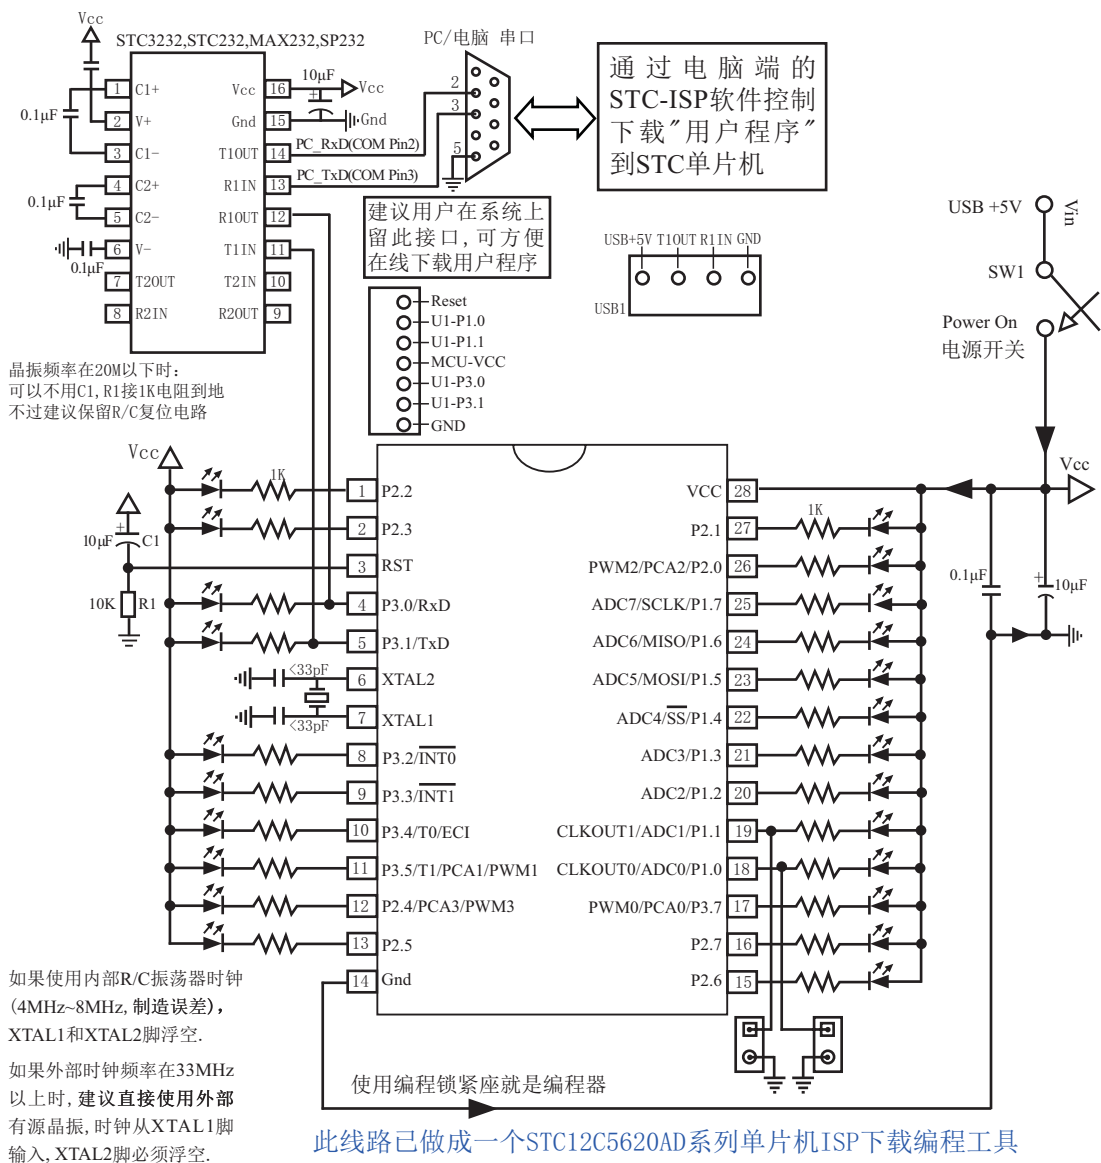 Vcc
STC3232,STC232,MAX232,SP232
PC/电脑 串口
1 C1+
Vcc 16
10μF
+
Vcc
0.1μF
2 V+
Gnd 15
Gnd
3 C1-
T1OUT 14
PC_RxD(COM Pin2)
4 C2+
R1IN 13
PC_TxD(COM Pin3)
0.1μF
5 C2-
R1OUT 12
6 V-
T1IN 11
0.1μF
7 T2OUT
T2IN 10
8 R2IN
R2OUT 9
2
3
5
通过电脑端的
STC-ISP软件控制
下载"用户程序"
到STC单片机
建议用户在系统上
留此接口,可方便
在线下载用户程序
USB+5V T1OUT R1IN GND
USB1
USB +5V
Vin
SW1
Power On
电源开关
Reset
U1-P1.0
U1-P1.1
MCU-VCC
U1-P3.0
U1-P3.1
GND
晶振频率在20M以下时:
可以不用C1,R1接1K电阻到地
不过建议保留R/C复位电路
Vcc
1K
+
10μF
C1
10K
R1
<33pF
<33pF
1 P2.2
2 P2.3
3 RST
4 P3.0/RxD
5 P3.1/TxD
6 XTAL2
7 XTAL1
8 P3.2/INT0
9 P3.3/INT1
10 P3.4/T0/ECI
11 P3.5/T1/PCA1/PWM1
12 P2.4/PCA3/PWM3
13 P2.5
14 Gnd
VCC 28
P2.1 27
PWM2/PCA2/P2.0 26
ADC7/SCLK/P1.7 25
ADC6/MISO/P1.6 24
ADC5/MOSI/P1.5 23
ADC4/SS/P1.4 22
ADC3/P1.3 21
ADC2/P1.2 20
CLKOUT1/ADC1/P1.1 19
CLKOUT0/ADC0/P1.0 18
PWM0/PCA0/P3.7 17
P2.7 16
P2.6 15
1K
Vcc
0.1μF
+
10μF
如果使用内部R/C振荡器时钟
(4MHz~8MHz,制造误差),
XTAL1和XTAL2脚浮空.
如果外部时钟频率在33MHz
以上时,建议直接使用外部
有源晶振,时钟从XTAL1脚
输入,XTAL2脚必须浮空.
使用编程锁紧座就是编程器
此线路已做成一个STC12C5620AD系列单片机ISP下载编程工具